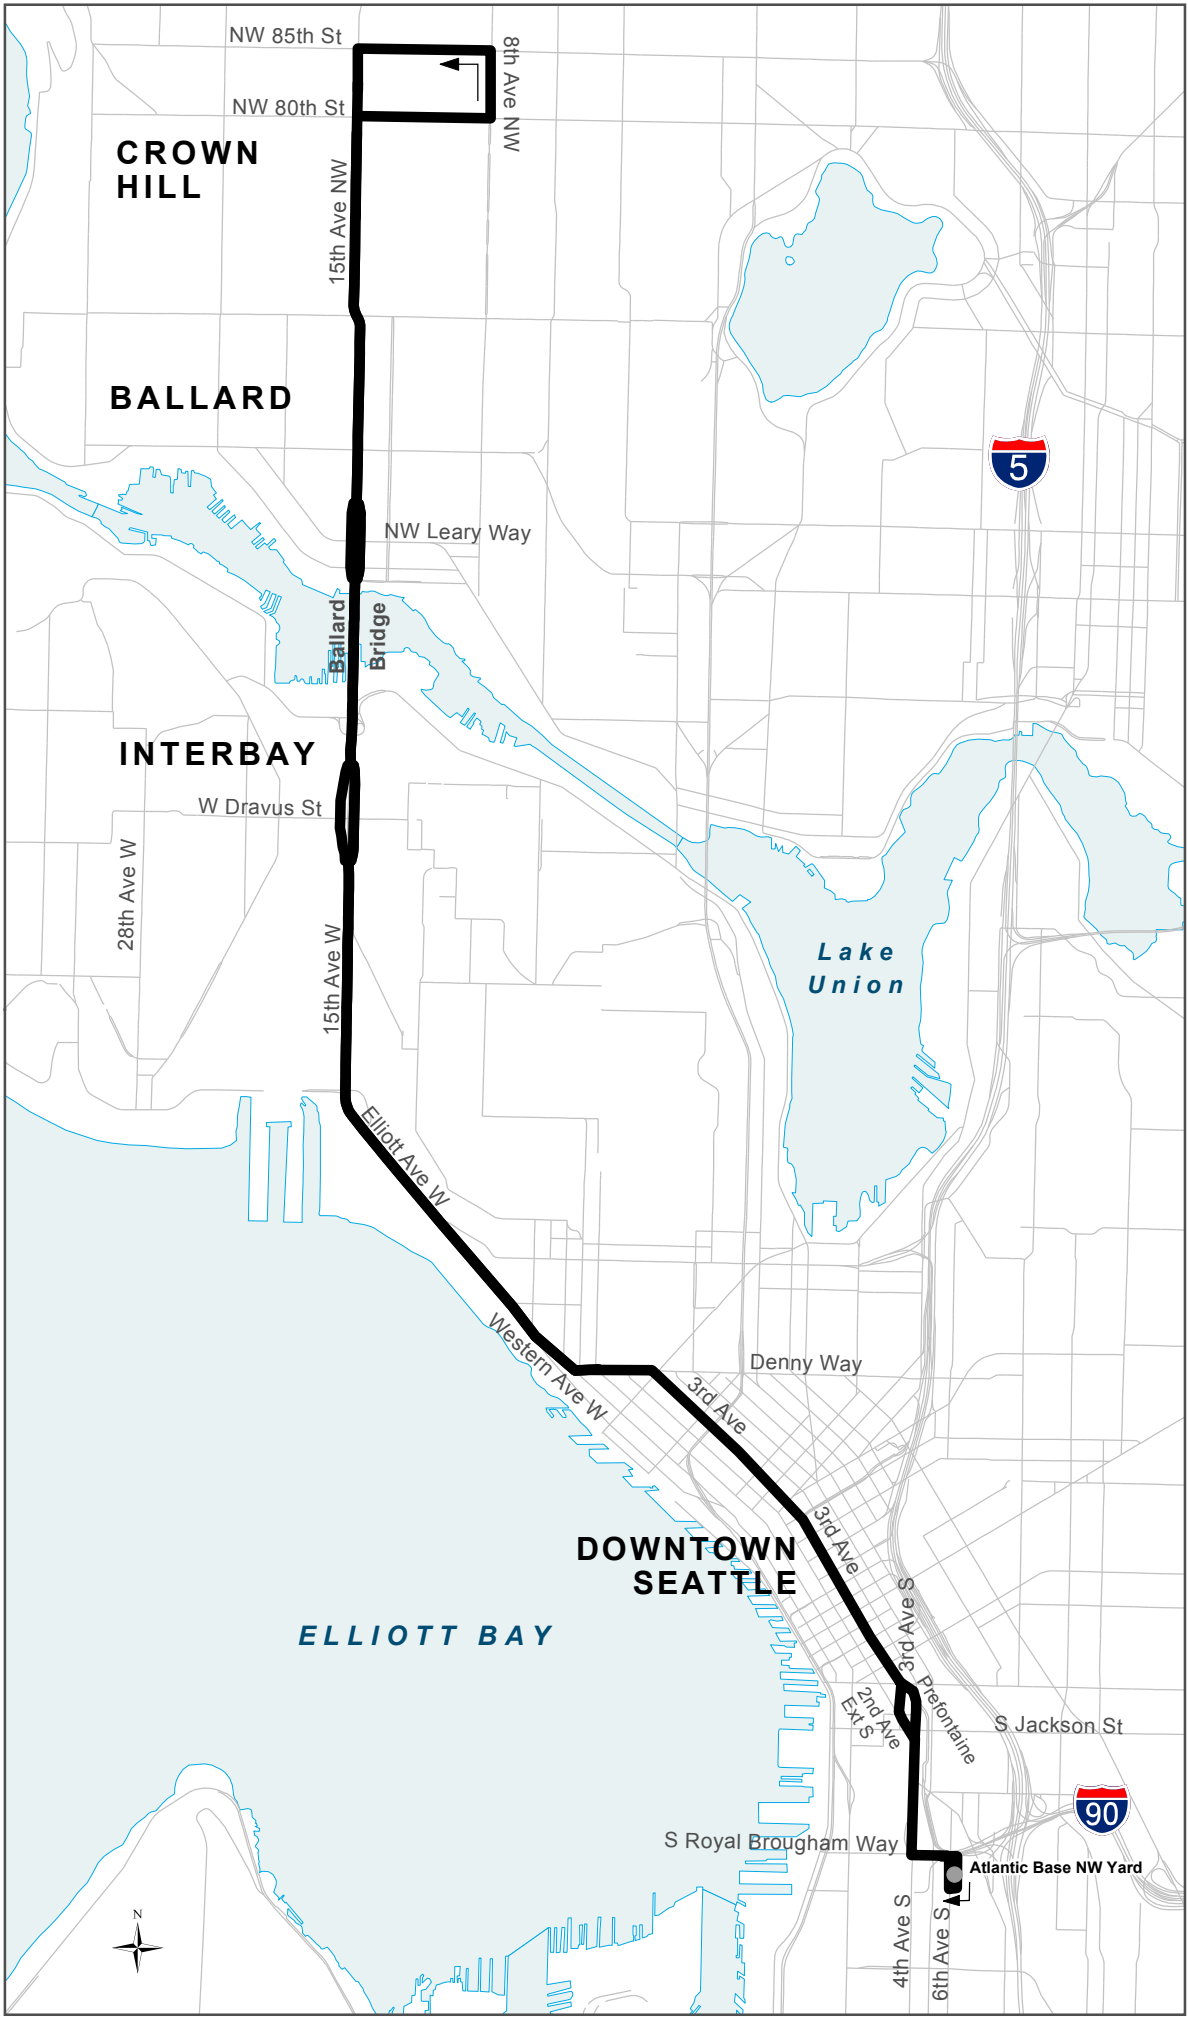 NW 85th St
8th Ave NW
NW 80th St
CROWN
HILL
15th Ave NW
BALLARD
5
NW Leary Way
Ballard
Bridge
INTERBAY
W Dravus St
28th Ave W
15th Ave W
Lake
Union
Elliott Ave W
Western Ave W
Denny Way
3rd Ave
3rd Ave
DOWNTOWN
SEATTLE
3rd Ave S
ELLIOTT BAY
Prefontaine
2nd Ave
Ext S
S Jackson St
90
S Royal Brougham Way
Atlantic Base NW Yard
4th Ave S
6th Ave S
N